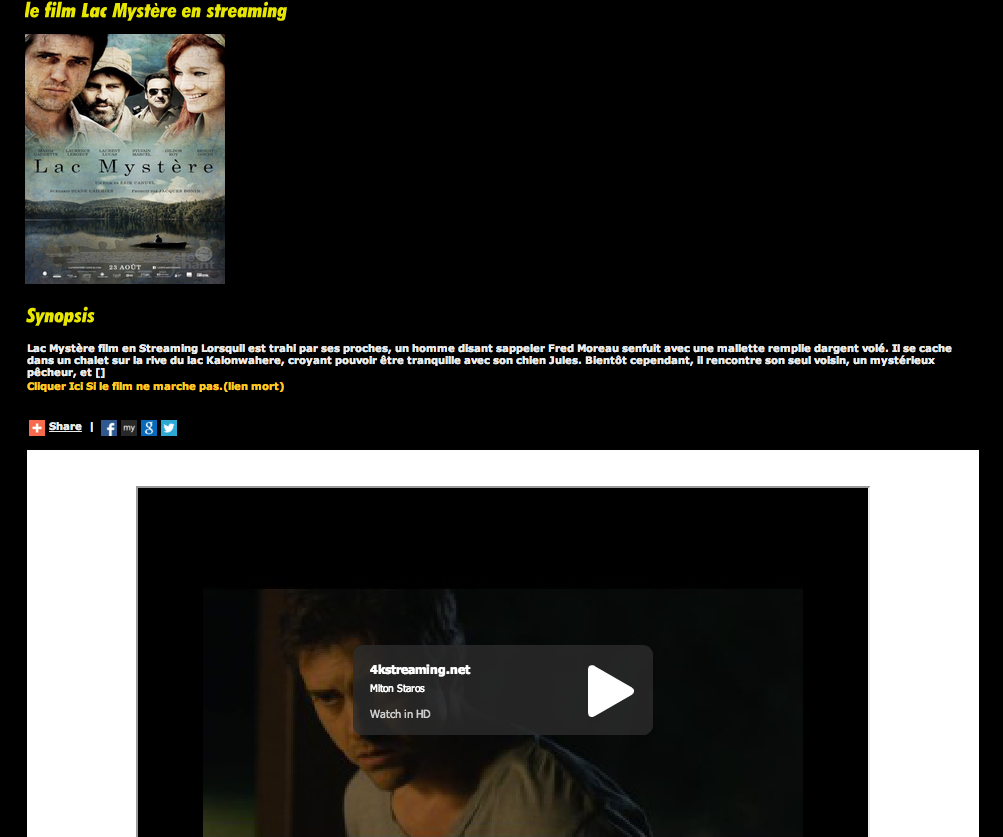 le film Lac Mystère en streaming
Lac Mystère
23 AOÛT
Synopsis
Lac Mystère film en Streaming Lorsquil est trahi par ses proches, un homme disant sappeler Fred Moreau senfuit avec une mallette remplie dargent volé. Il se cache
dans un chalet sur la rive du lac Kaionwahere, croyant pouvoir être tranquille avec son chien Jules. Bientôt cependant, il rencontre son seul voisin, un mystérieux
pêcheur, et []
Cliquer Ici Si le film ne marche pas.(lien mort)
Share |
my
4kstreaming.net
Miton Staros
Watch in HD